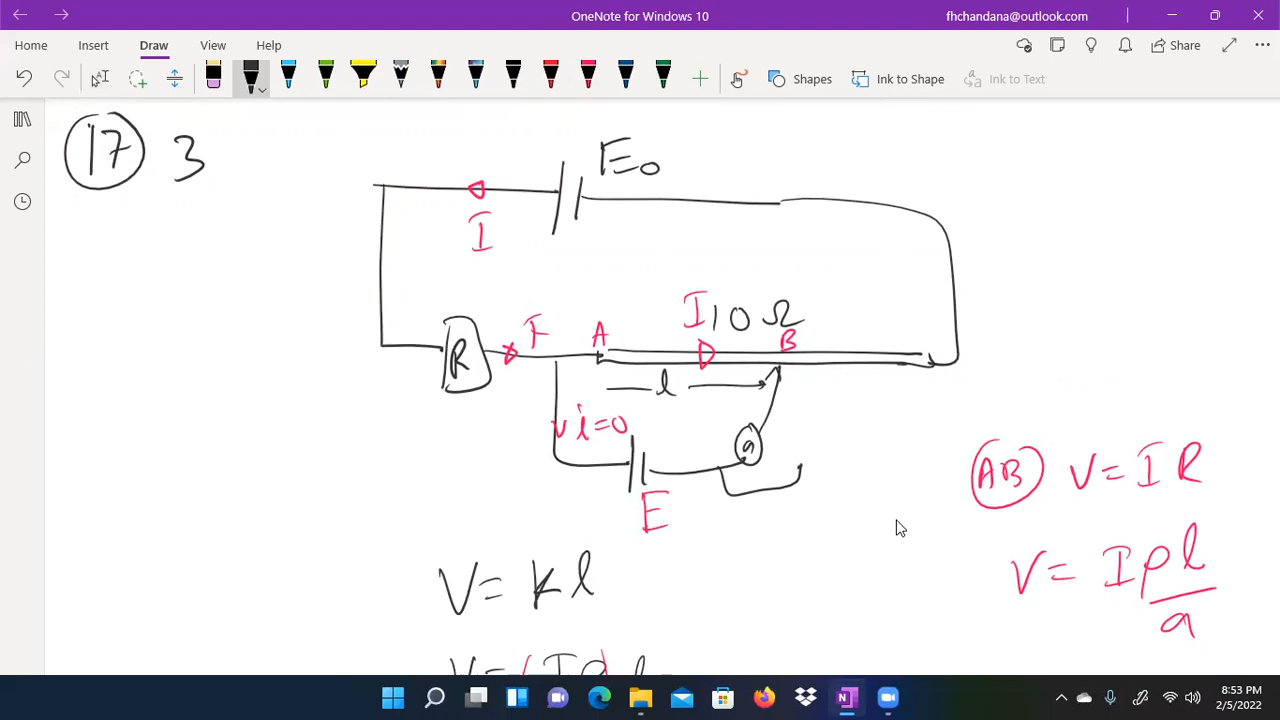 OneNote for Windows 10
fhchandana@outlook.com
Home Insert Draw View Help
Share
Shapes
Ink to Shape
Ink to Text
17 3
E0
I
I 10 Ω
A
B
R
l
i=0
E
AB V = IR
V = kl
V = Iρl
a
8:53 PM
2/5/2022